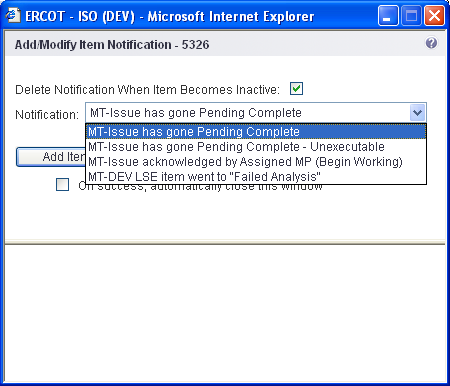 ERCOT - ISO (DEV) - Microsoft Internet Explorer
Add/Modify Item Notification - 5326
Delete Notification When Item Becomes Inactive:
Notification: MT-Issue has gone Pending Complete
MT-Issue has gone Pending Complete
MT-Issue has gone Pending Complete - Unexecutable
MT-Issue acknowledged by Assigned MP (Begin Working)
MT-DEV LSE item went to "Failed Analysis"
Add Item
On success, automatically close this window